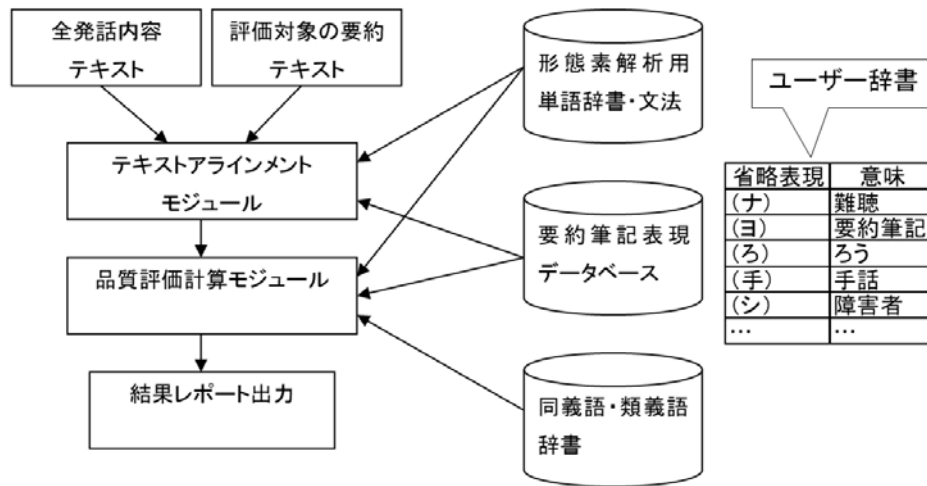 全発話内容
テキスト
評価対象の要約
テキスト
テキストアラインメント
モジュール
品質評価計算モジュール
結果レポート出力
形態素解析用
単語辞書・文法
要約筆記表現
データベース
同義語・類義語
辞書
ユーザー辞書
省略表現 意味
(ナ) 難聴
(ヨ) 要約筆記
(ろ) ろう
(手) 手話
(シ) 障害者
… …